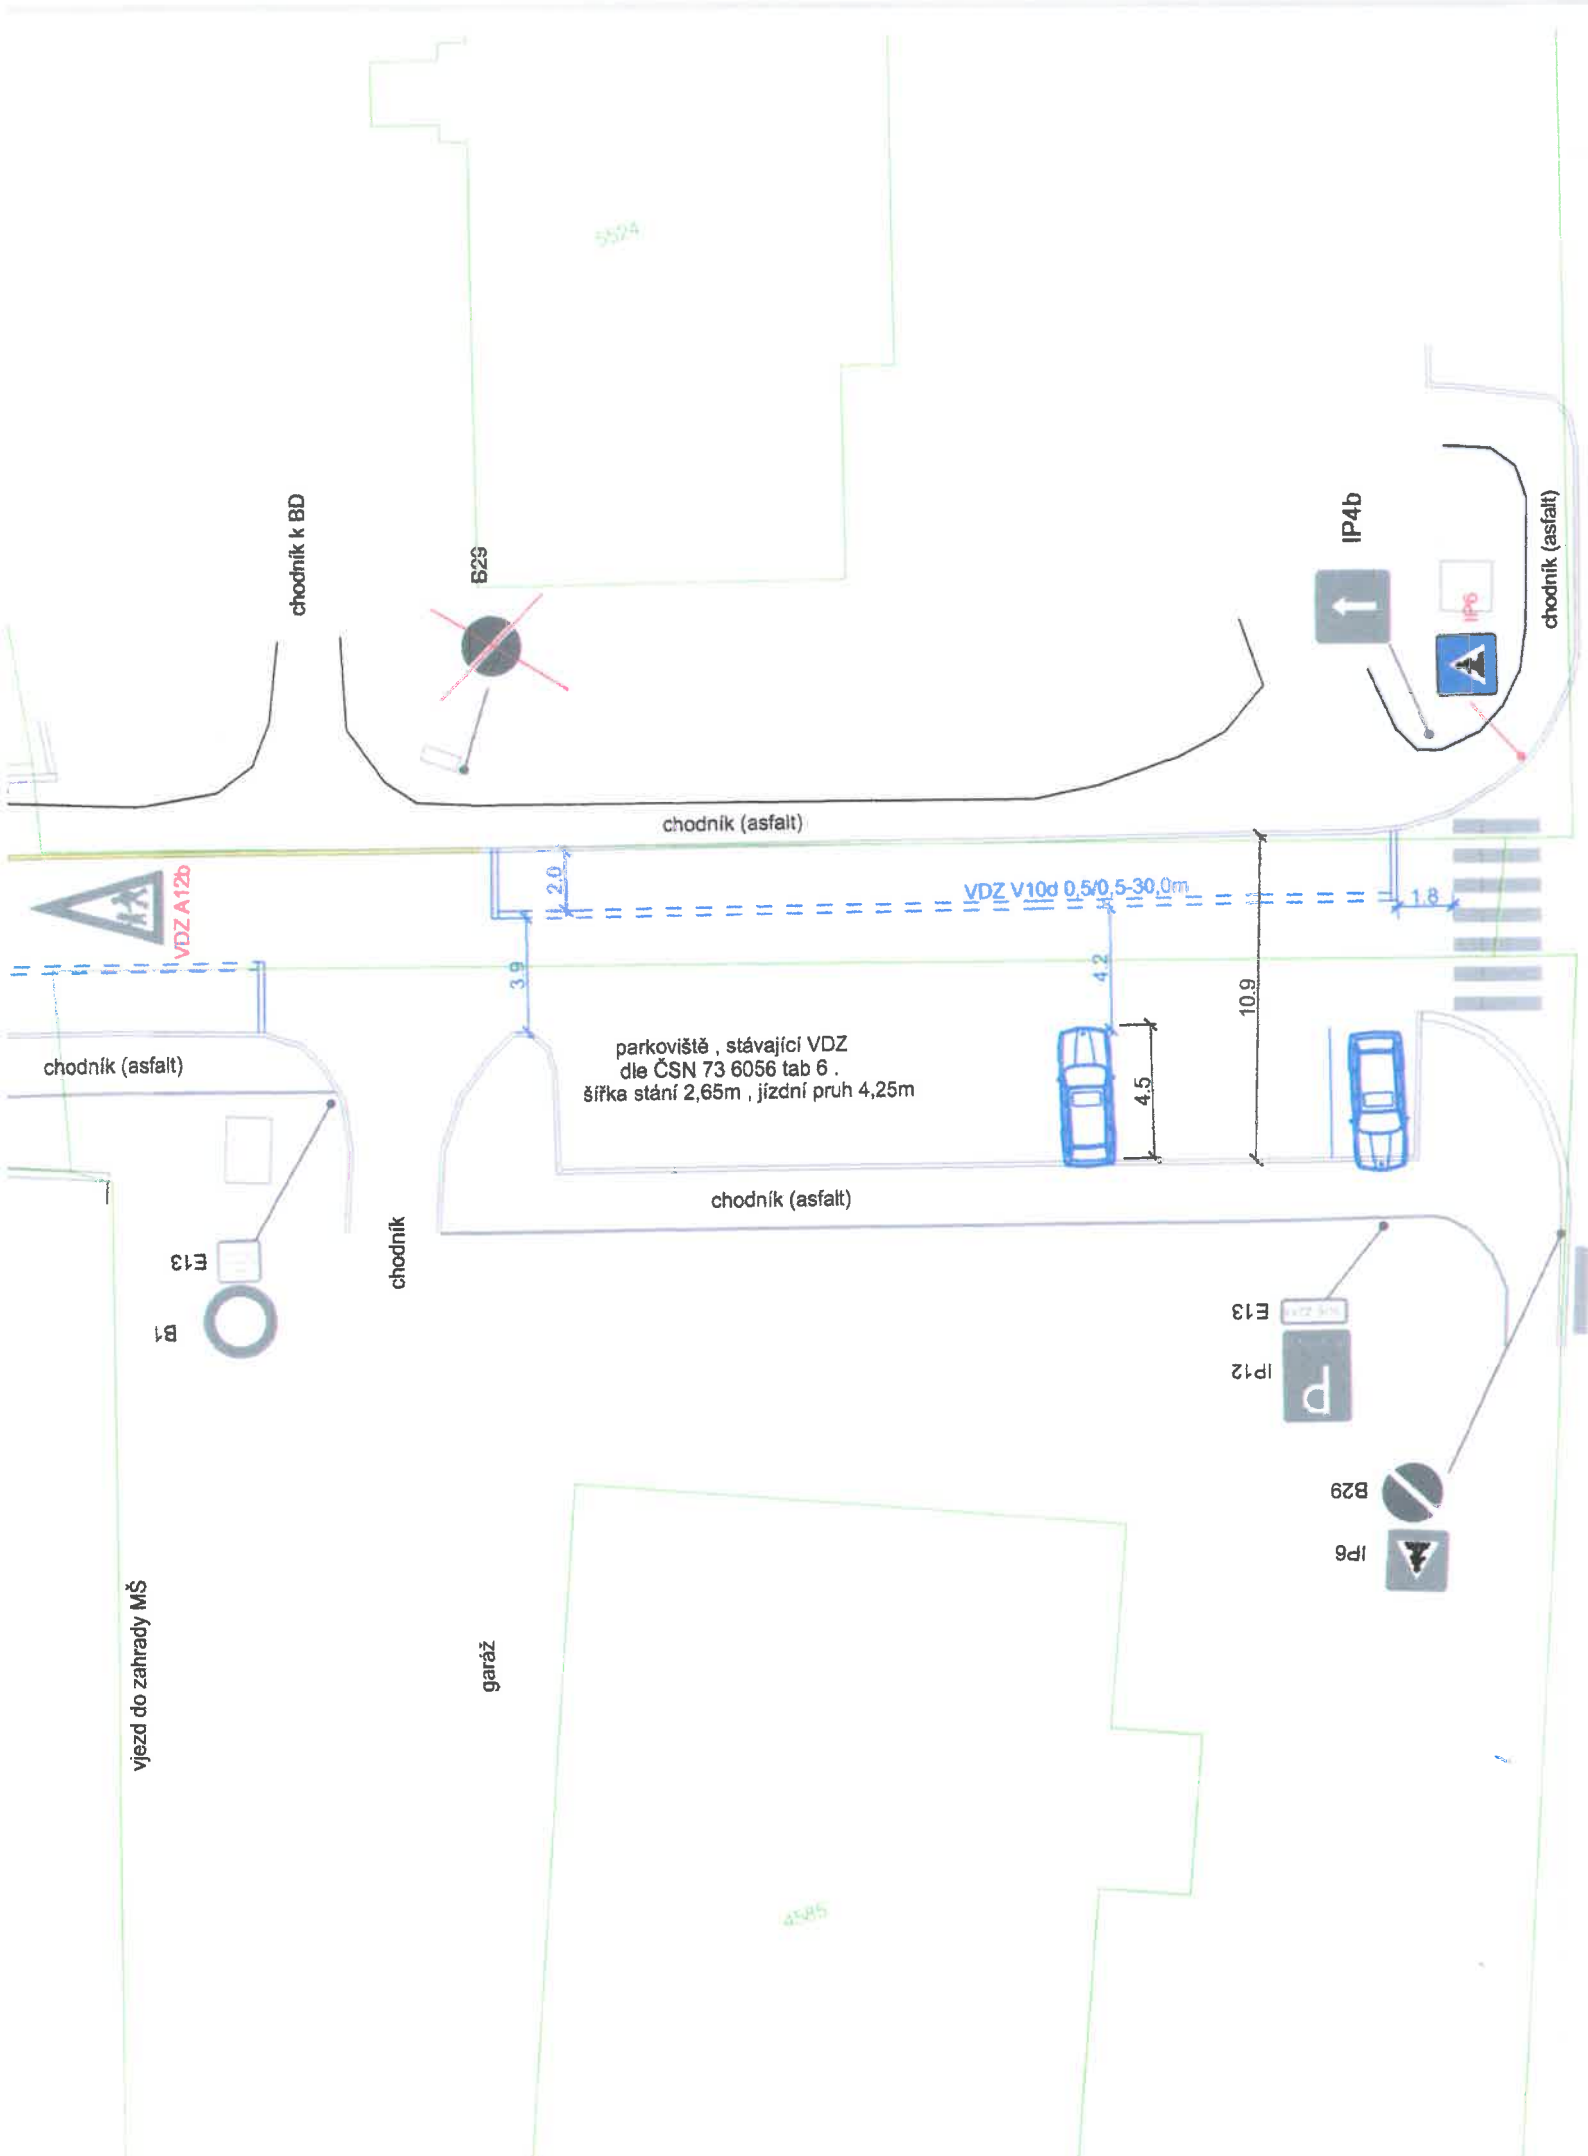 5524
chodník k BD
B29
IP4b
IP6
chodník (asfalt)
chodník (asfalt)
VDZ A12b
2.0
VDZ V10d 0,5/0,5-30,0m
1.8
3.9
4.2
10.9
parkoviště , stávající VDZ
dle ČSN 73 6056 tab 6 .
šířka stání 2,65m , jízdní pruh 4,25m
4.5
chodník (asfalt)
chodník (asfalt)
chodník
E13
B1
E13
IP12
P
B29
IP6
vjezd do zahrady MŠ
garáž
4585